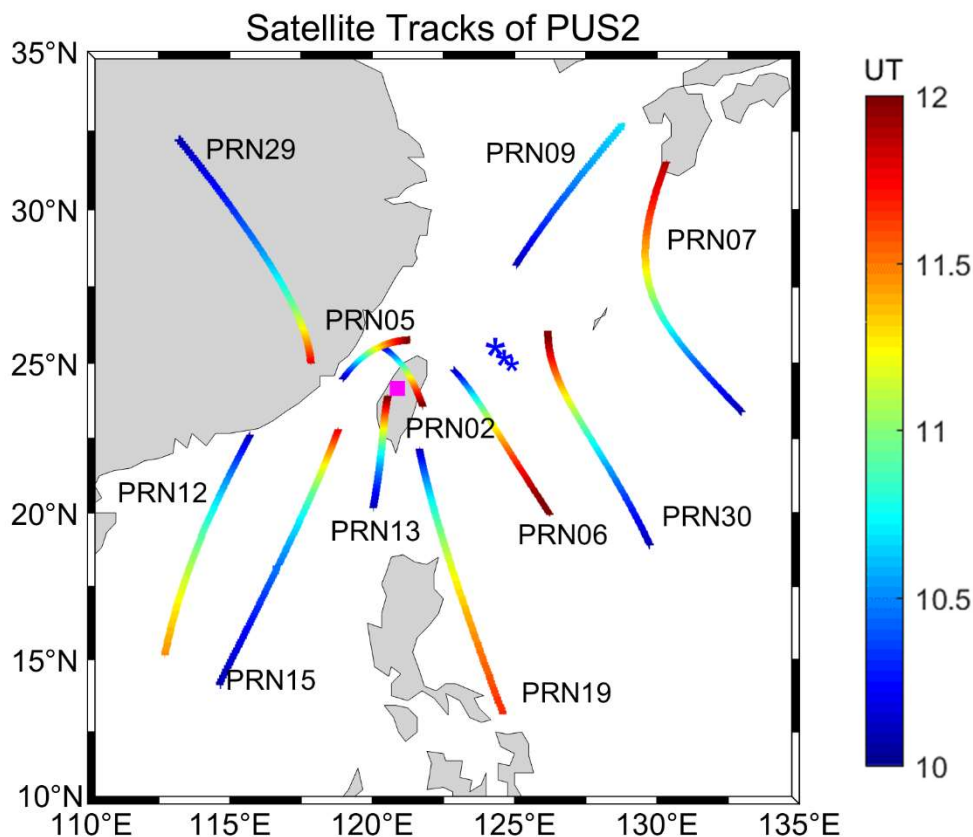 Satellite Tracks of PUS2
35°N
UT
12
PRN29
PRN09
30°N
PRN07
11.5
PRN05
25°N
11
PRN02
PRN12
20°N
PRN13
PRN06
PRN30
10.5
15°N
PRN15
PRN19
10°N
10
110°E
115°E
120°E
125°E
130°E
135°E